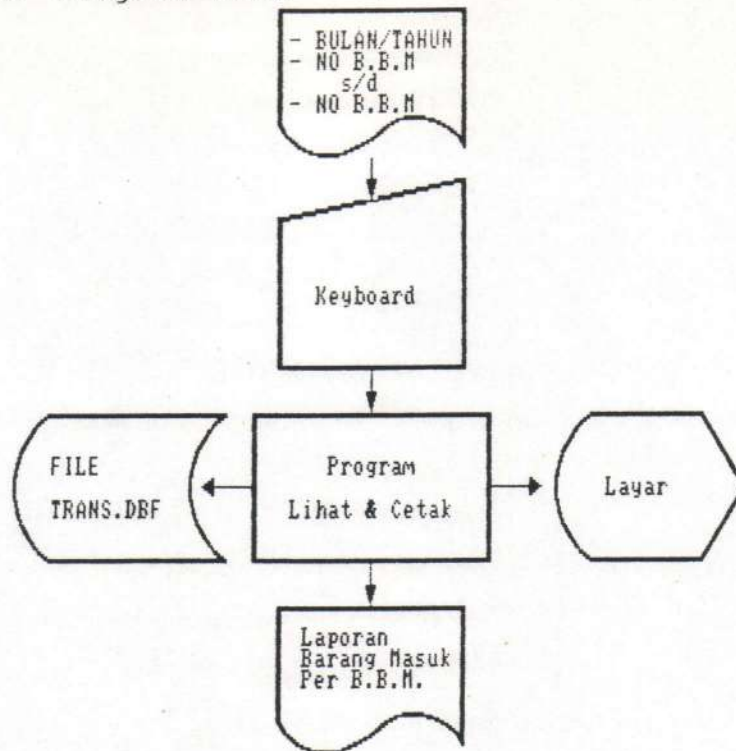 - BULAN/TAHUN
- NO B.B.M
s/d
- NO B.B.M
Keyboard
FILE
TRANS.DBF
Program
Lihat & Cetak
Layar
Laporan
Barang Masuk
Per B.B.M.